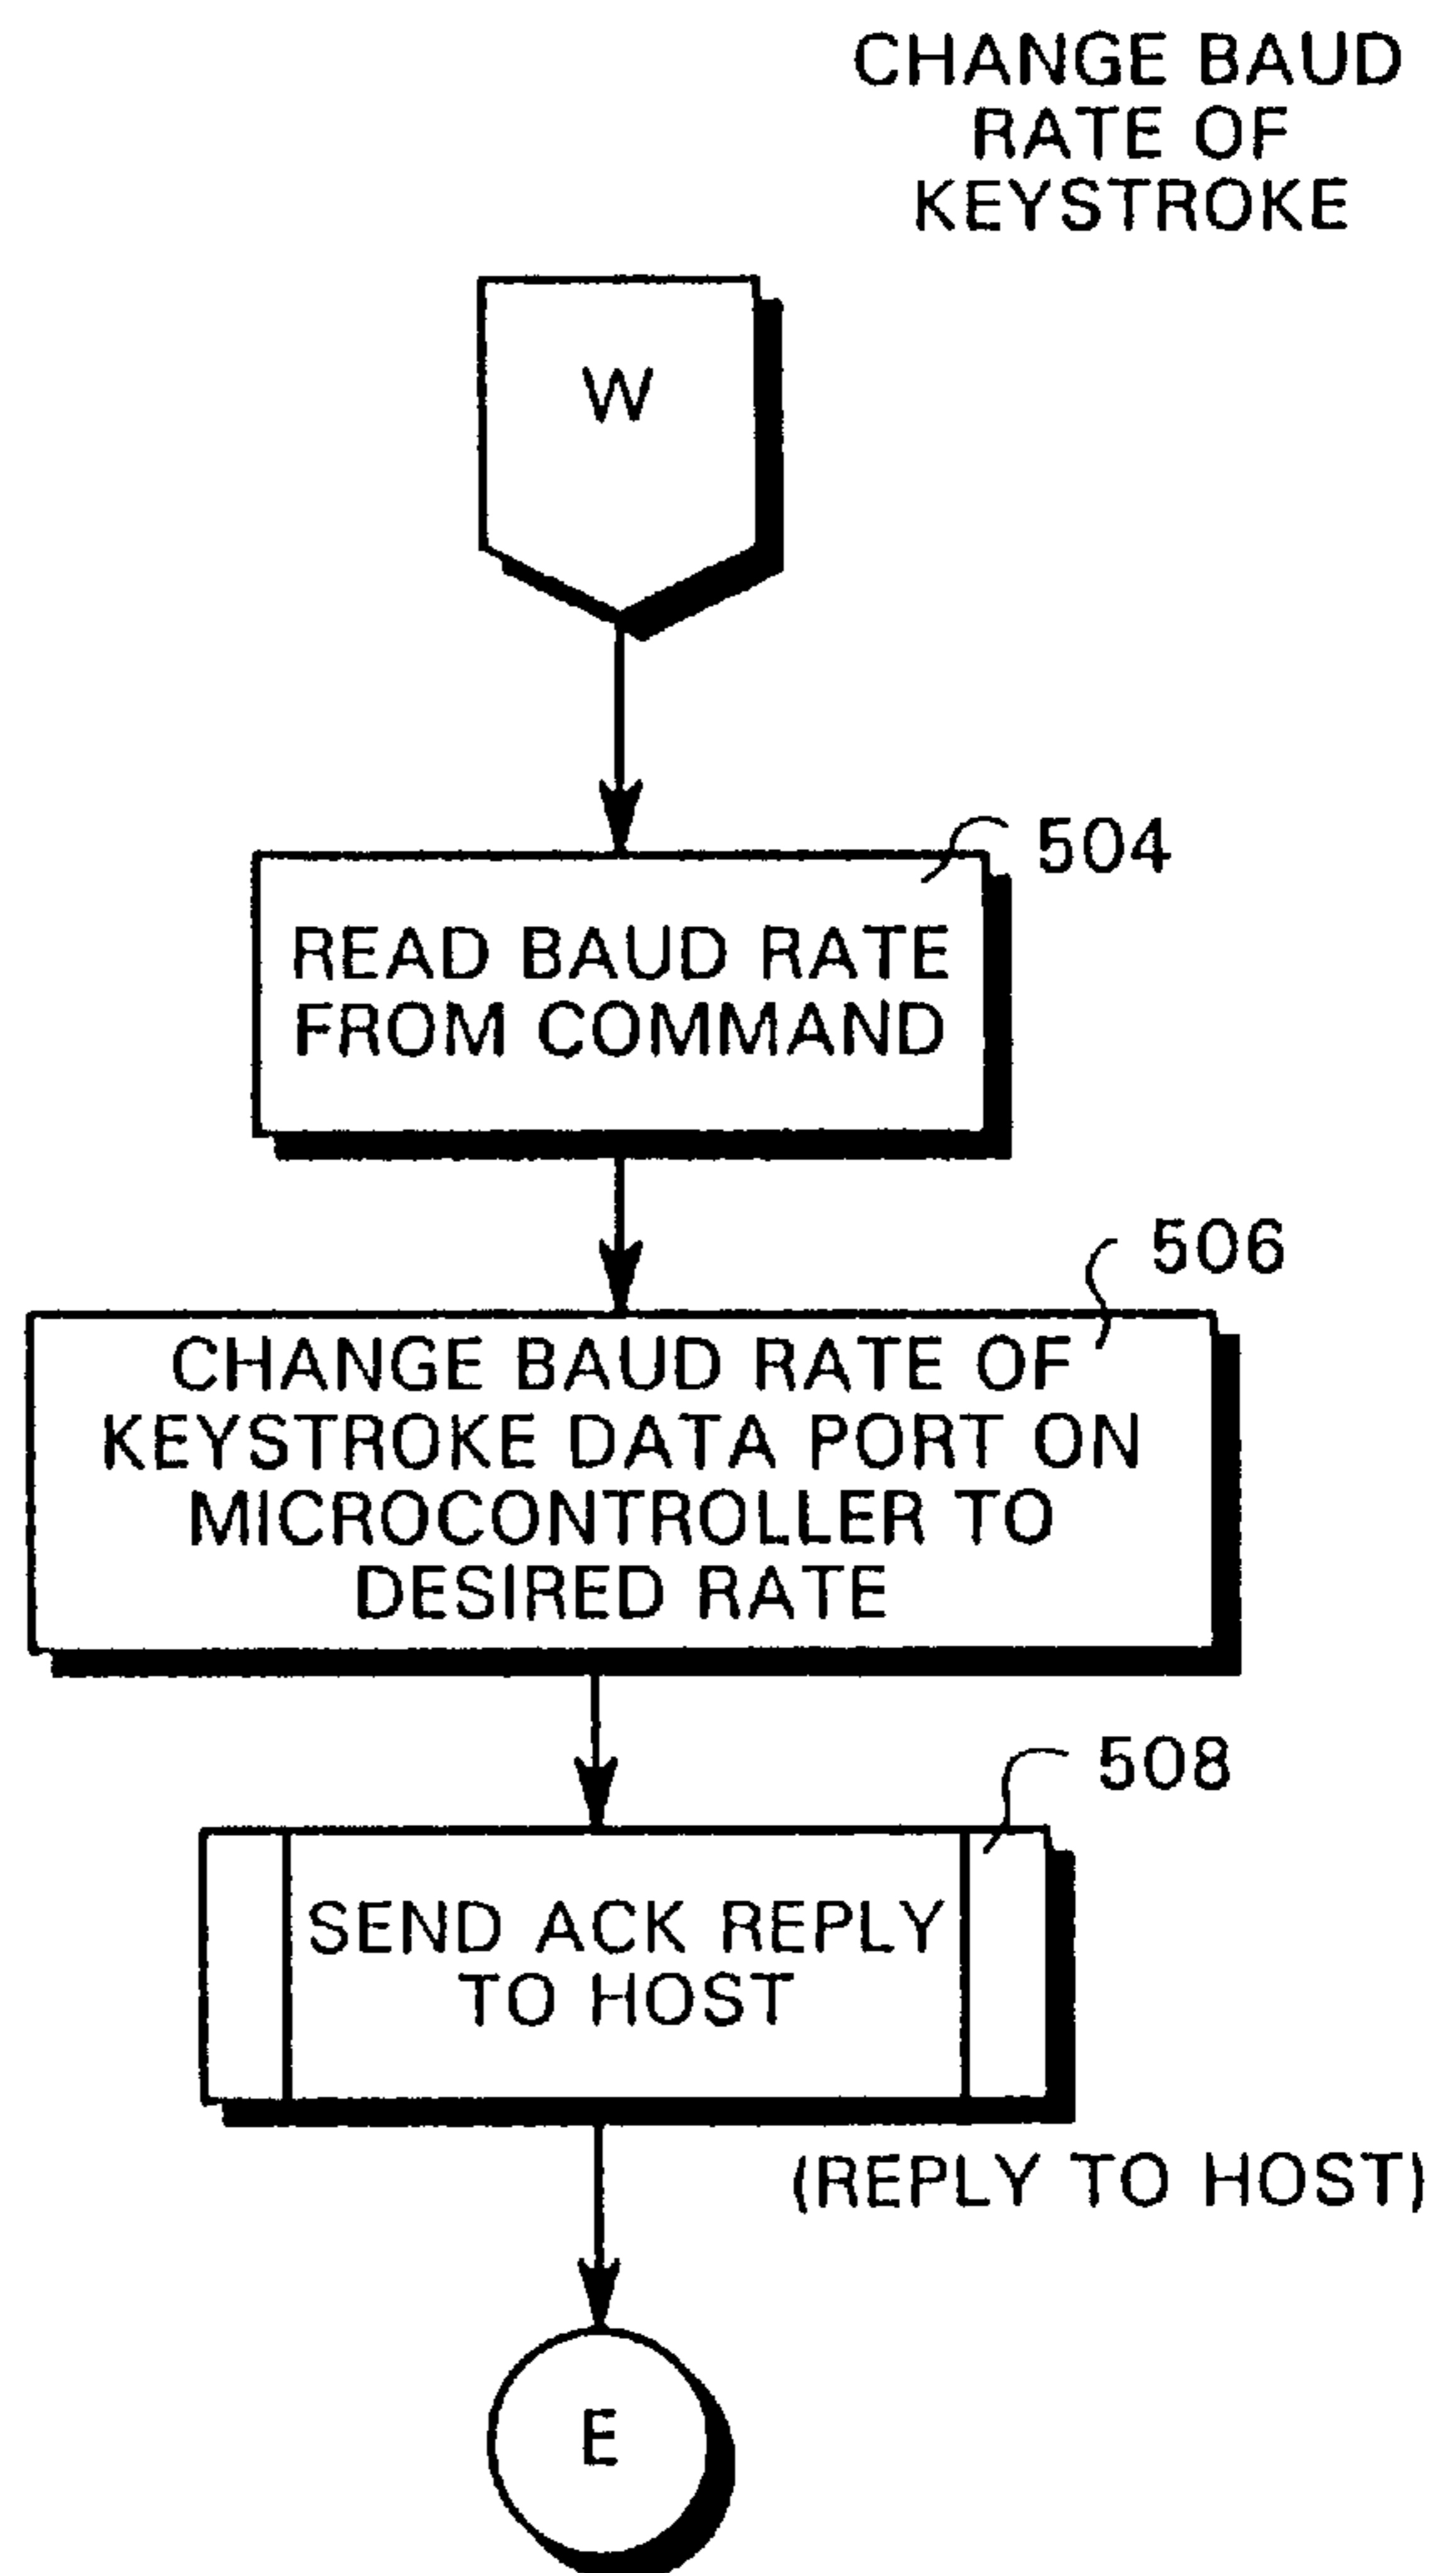 CHANGE BAUD
RATE OF
KEYSTROKE
W
504
READ BAUD RATE
FROM COMMAND
506
CHANGE BAUD RATE OF
KEYSTROKE DATA PORT ON
MICROCONTROLLER TO
DESIRED RATE
508
SEND ACK REPLY
TO HOST
(REPLY TO HOST)
E